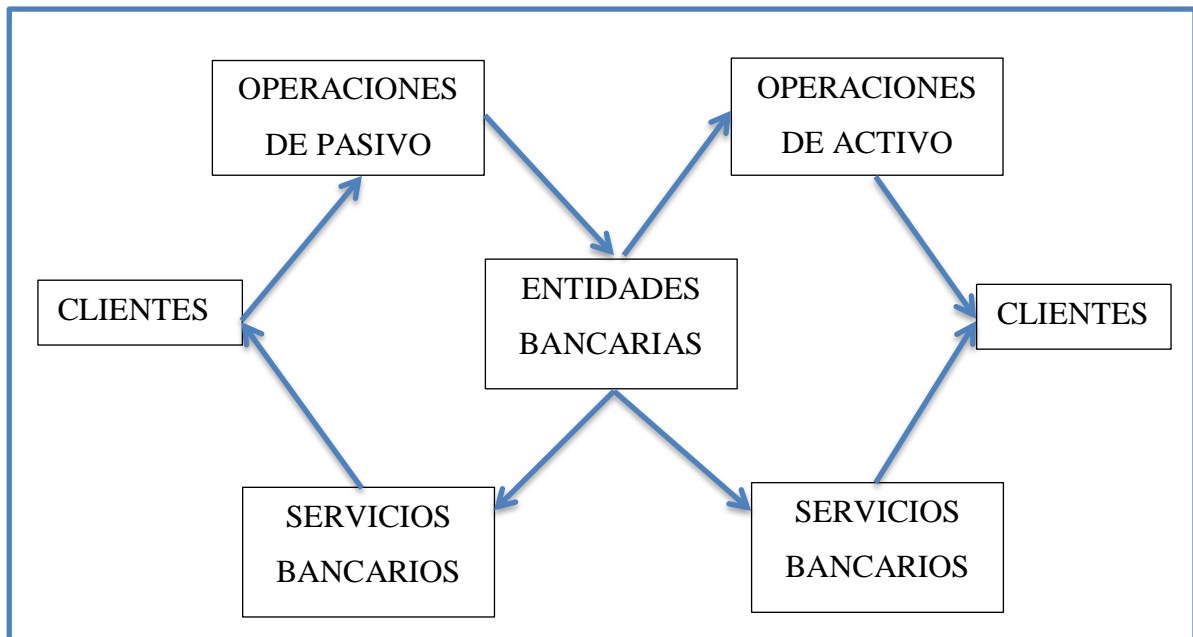 OPERACIONES
DE PASIVO
OPERACIONES
DE ACTIVO
CLIENTES
ENTIDADES
BANCARIAS
CLIENTES
SERVICIOS
BANCARIOS
SERVICIOS
BANCARIOS